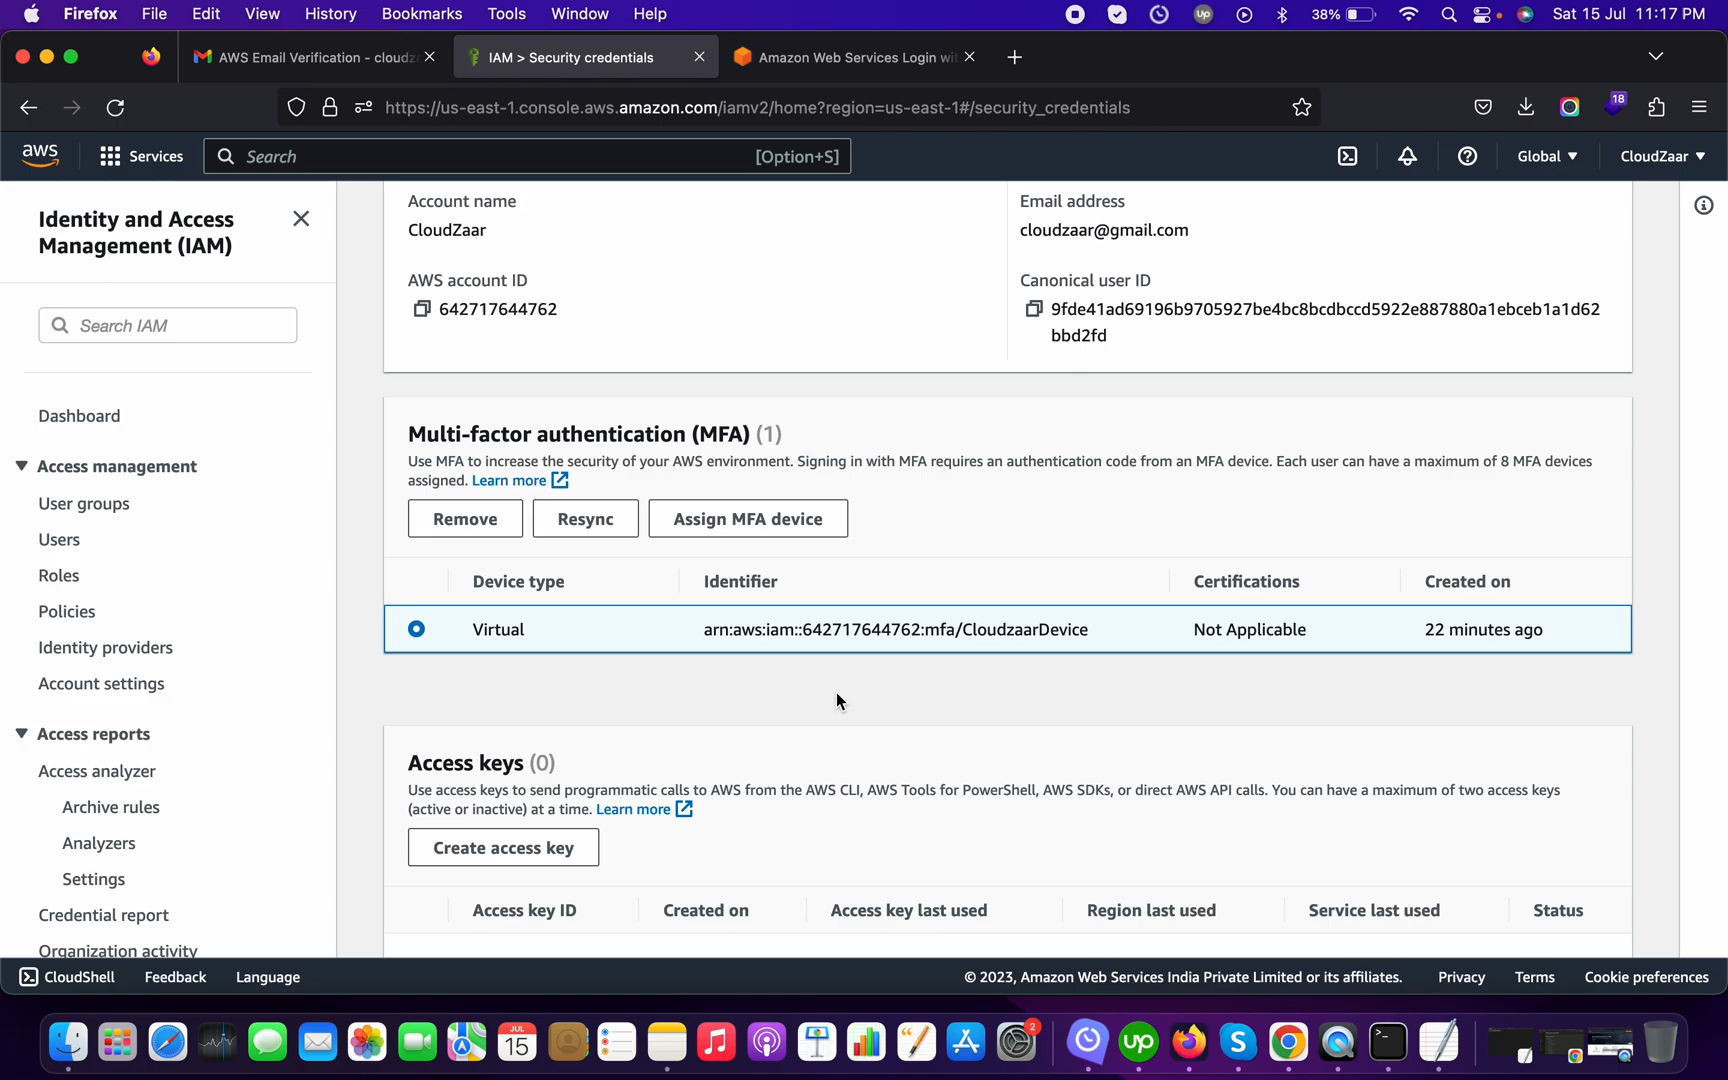 Firefox File Edit View History Bookmarks Tools Window Help
UP 38% Sat 15 Jul 11:17 PM
AWS Email Verification - cloudz
IAM > Security credentials
Amazon Web Services Login wit
https://us-east-1.console.aws.amazon.com/iamv2/home?region=us-east-1#/security_credentials
18
aws Services Search [Option+S] Global CloudZaar
Identity and Access
Management (IAM)
Search IAM
Dashboard
Access management
User groups
Users
Roles
Policies
Identity providers
Account settings
Access reports
Access analyzer
Archive rules
Analyzers
Settings
Credential report
Organization activity
Account name
CloudZaar
Email address
cloudzaar@gmail.com
AWS account ID
642717644762
Canonical user ID
9fde41ad69196b9705927be4bc8bcdbccd5922e887880a1ebceb1a1d62
bbd2fd
Multi-factor authentication (MFA) (1)
Use MFA to increase the security of your AWS environment. Signing in with MFA requires an authentication code from an MFA device. Each user can have a maximum of 8 MFA devices
assigned. Learn more
Remove Resync Assign MFA device
Device type Identifier Certifications Created on
Virtual arn:aws:iam::642717644762:mfa/CloudzaarDevice Not Applicable 22 minutes ago
Access keys (0)
Use access keys to send programmatic calls to AWS from the AWS CLI, AWS Tools for PowerShell, AWS SDKs, or direct AWS API calls. You can have a maximum of two access keys
(active or inactive) at a time. Learn more
Create access key
Access key ID Created on Access key last used Region last used Service last used Status
CloudShell Feedback Language © 2023, Amazon Web Services India Private Limited or its affiliates. Privacy Terms Cookie preferences
JUL
15
2
up